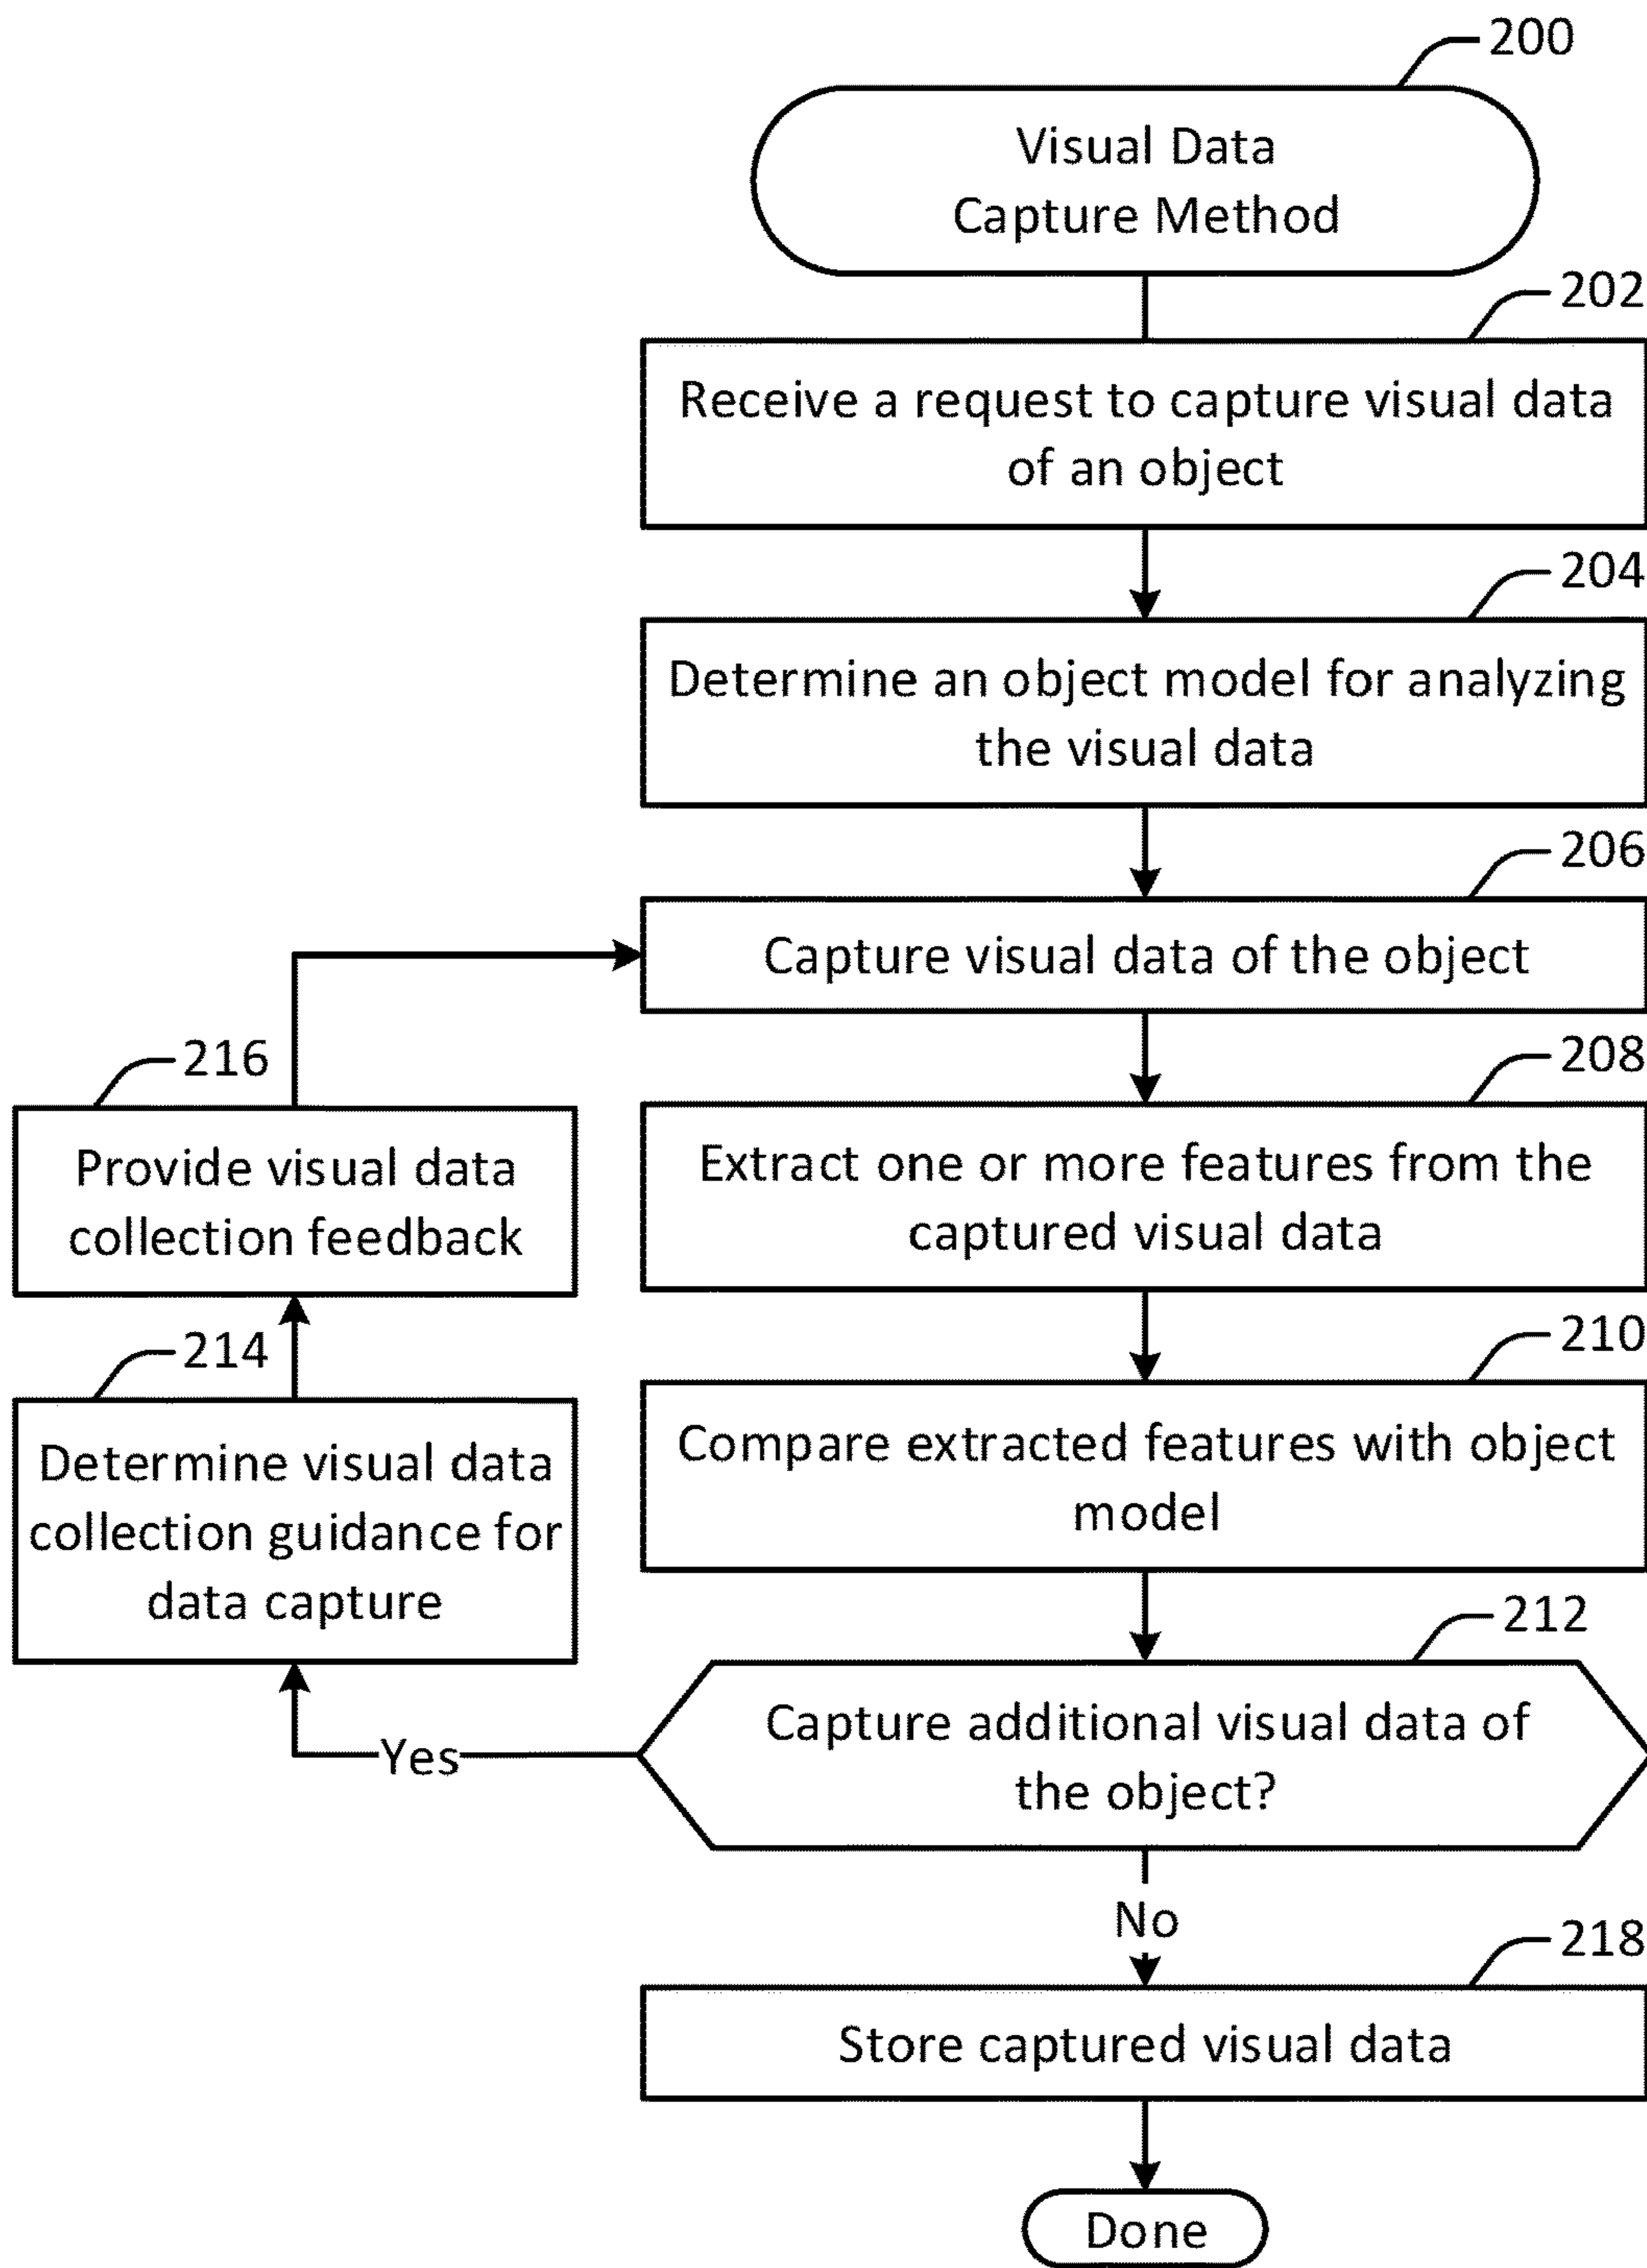 200
Visual Data
Capture Method
202
Receive a request to capture visual data
of an object
204
Determine an object model for analyzing
the visual data
206
Capture visual data of the object
208
Extract one or more features from the
captured visual data
210
Compare extracted features with object
model
212
Capture additional visual data of
the object?
Yes
214
Determine visual data
collection guidance for
data capture
216
Provide visual data
collection feedback
No
218
Store captured visual data
Done